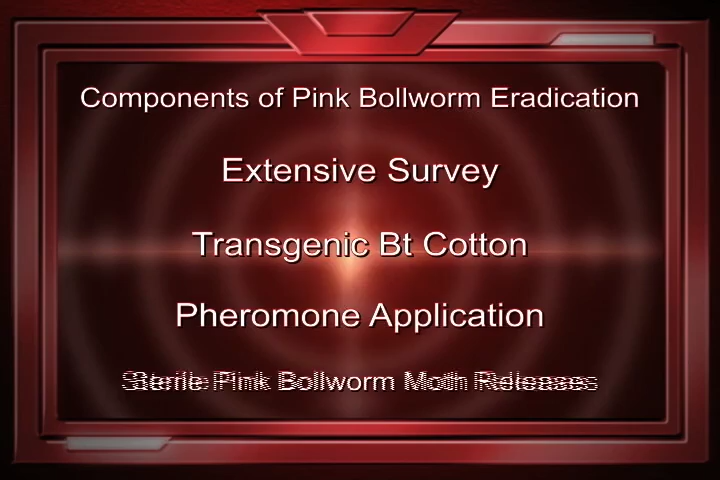 Components of Pink Bollworm Eradication
Extensive Survey
Transgenic Bt Cotton
Pheromone Application
Sterile Pink Bollworm Moth Releases